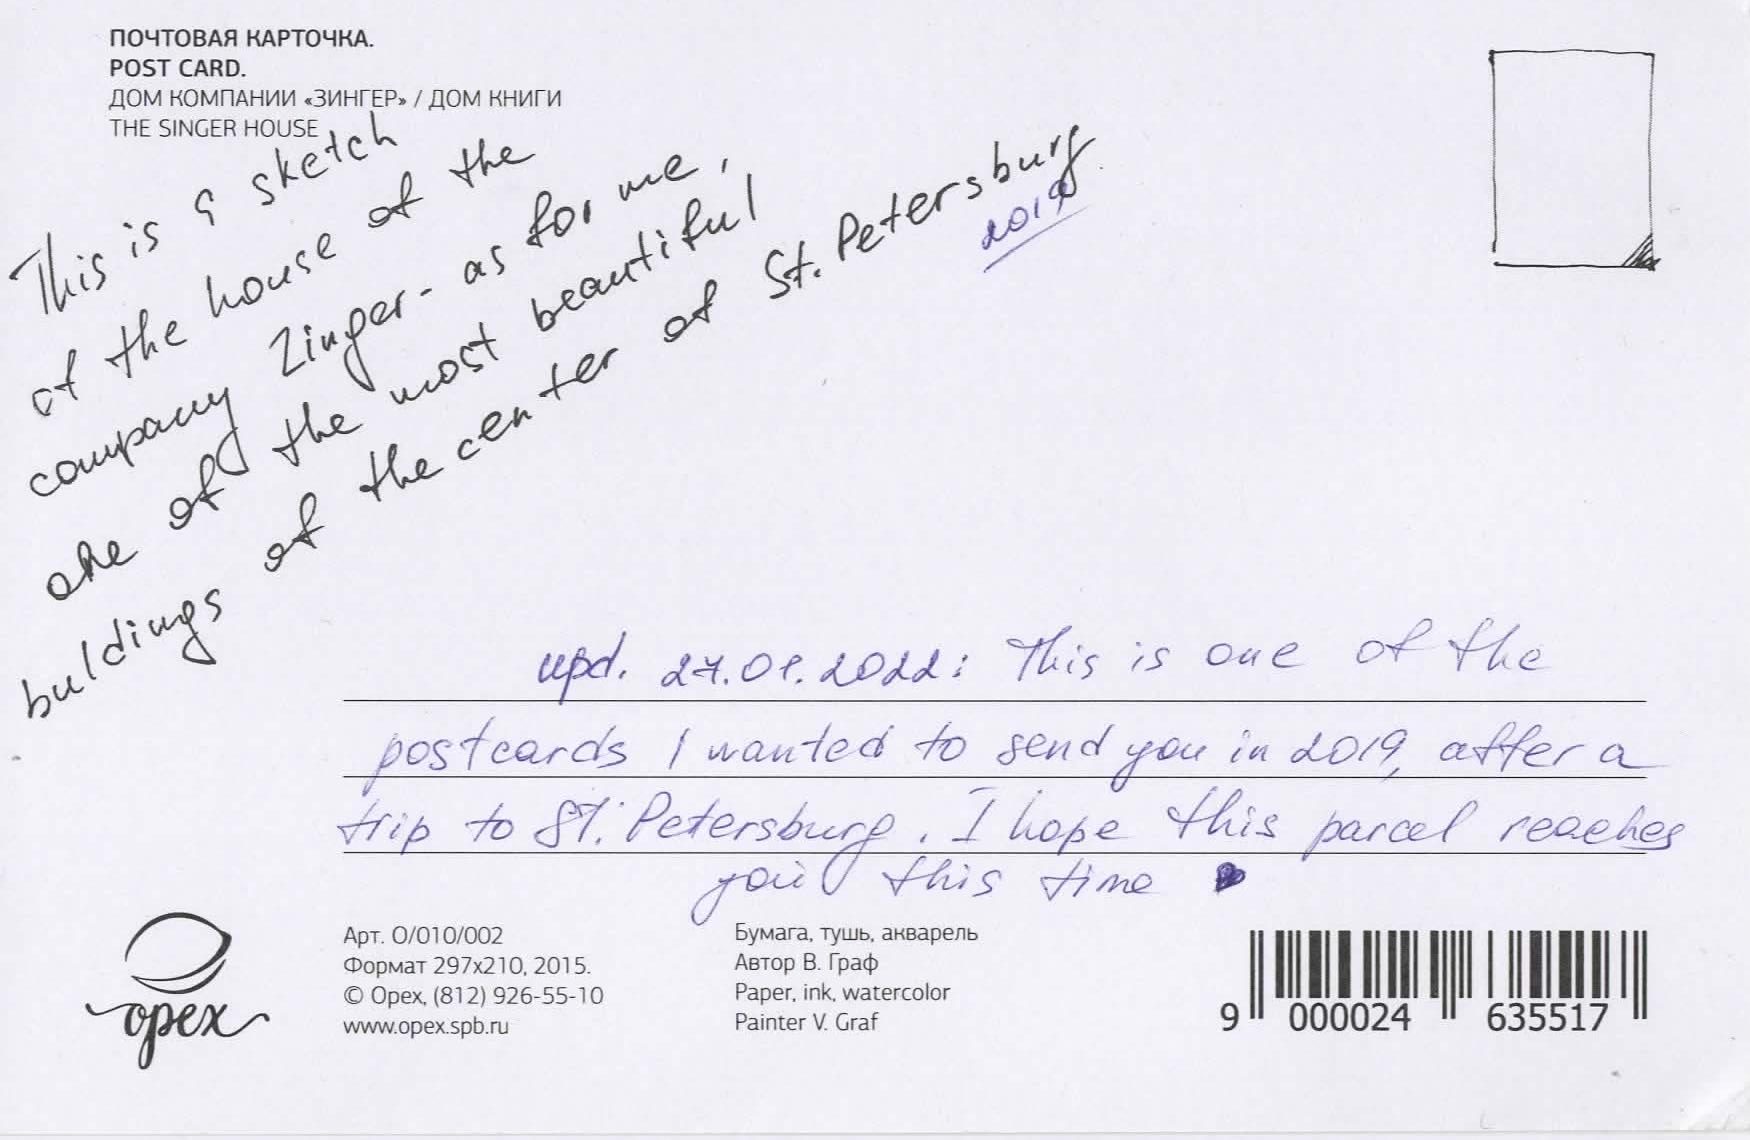 ПОЧТОВАЯ КАРТОЧКА.
POST CARD.
ДОМ КОМПАНИИ «ЗИНГЕР» / ДОМ КНИГИ
THE SINGER HOUSE
This is a sketch
of the house of the
company Zinger - as for me,
one of the most beautiful
buldings of the center of St. Petersburg
2019
upd. 27.01.2022: This is one of the
postcards I wanted to send you in 2019, after a
trip to St. Petersburg. I hope this parcel reaches
you this time
opex
Арт. О/010/002
Формат 297х210, 2015.
© Орех, (812) 926-55-10
www.opex.spb.ru
Бумага, тушь, акварель
Автор В. Граф
Paper, ink, watercolor
Painter V. Graf
9 000024 635517